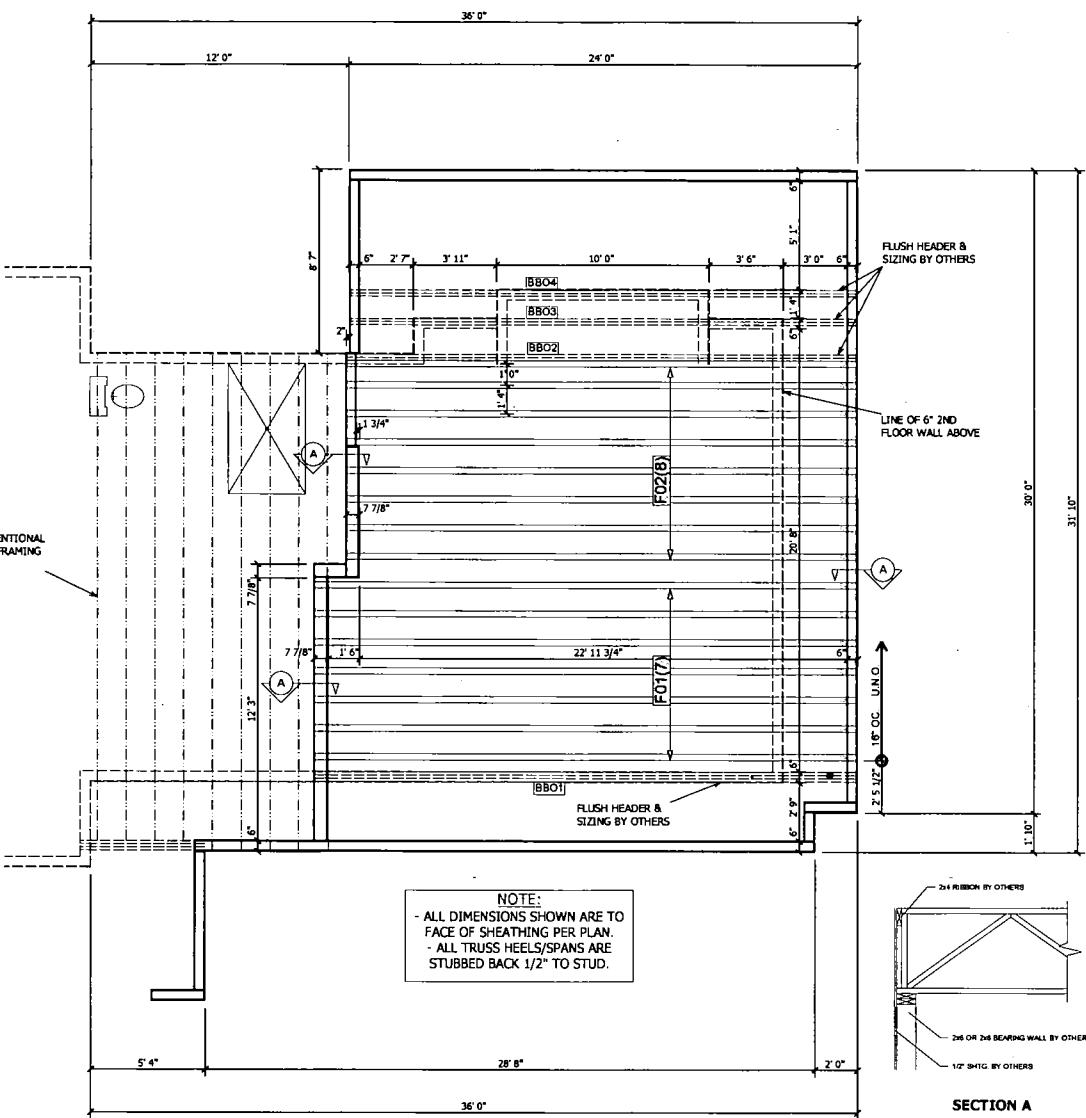 36' 0"
12' 0"
24' 0"
8' 7"
6"
5' 1"
6"
2' 7"
3' 11"
10' 0"
3' 6"
3' 0"
6"
FLUSH HEADER &
SIZING BY OTHERS
BBO4
1' 4"
BBO3
6"
2"
BBO2
1' 0"
1' 4"
LINE OF 6" 2ND
FLOOR WALL ABOVE
1 3/4"
A
F02(8)
7 7/8"
20' 8"
30' 0"
31' 10"
ENTIONAL
FRAMING
A
7 7/8"
7 7/8"
1' 6"
22' 11 3/4"
6"
A
F01(7)
12' 3"
16" OC U.N.O
2' 5 1/2"
6"
BBO1
FLUSH HEADER &
SIZING BY OTHERS
2' 9"
6"
6"
1' 10"
NOTE:
- ALL DIMENSIONS SHOWN ARE TO
FACE OF SHEATHING PER PLAN.
- ALL TRUSS HEELS/SPANS ARE
STUBBED BACK 1/2" TO STUD.
2x4 RIBBON BY OTHERS
2x6 OR 2x8 BEARING WALL BY OTHER
1/2" SHTG. BY OTHERS
SECTION A
5' 4"
28' 8"
2' 0"
36' 0"